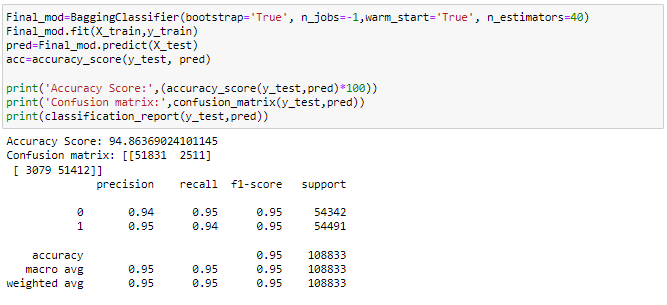 Final_mod=BaggingClassifier(bootstrap='True', n_jobs=-1,warm_start='True', n_estimators=40)
Final_mod.fit(X_train,y_train)
pred=Final_mod.predict(X_test)
acc=accuracy_score(y_test, pred)

print('Accuracy Score:',(accuracy_score(y_test,pred)*100))
print('Confusion matrix:',confusion_matrix(y_test,pred))
print(classification_report(y_test,pred))
Accuracy Score: 94.86369024101145
Confusion matrix: [[51831  2511]
 [ 3079 51412]]
              precision    recall  f1-score   support

           0       0.94      0.95      0.95     54342
           1       0.95      0.94      0.95     54491

    accuracy                           0.95    108833
   macro avg       0.95      0.95      0.95    108833
weighted avg       0.95      0.95      0.95    108833